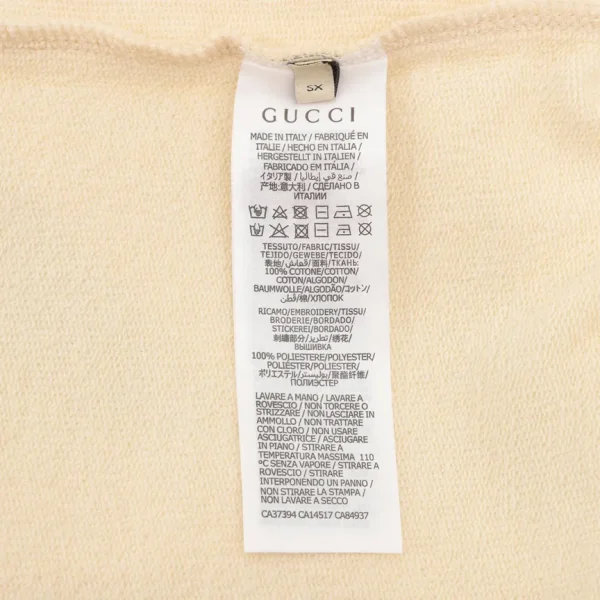 XS
GUCCI
MADE IN ITALY / FABRIQUÉ EN
ITALIE / HECHO EN ITALIA /
HERGESTELLT IN ITALIEN /
FABRICADO EM ITÁLIA /
イタリア製 / صنع في إيطاليا /
产地:意大利 / СДЕЛАНО В
ИТАЛИИ
TESSUTO/FABRIC/TISSU/
TEJIDO/GEWEBE/TECIDO/
表地/قماش/面料/ТКАНЬ:
100% COTONE/COTTON/
COTON/ALGODÓN/
BAUMWOLLE/ALGODÃO/コットン/
قطن/棉/ХЛОПОК
RICAMO/EMBROIDERY/TISSU/
BRODERIE/BORDADO/
STICKEREI/BORDADO/
刺繍部分/تطريز/绣花/
ВЫШИВКА
100% POLIESTERE/POLYESTER/
POLIÉSTER/POLYESTER/
ポリエステル/بوليستر/聚酯纤维/
ПОЛИЭСТЕР
LAVARE A MANO / LAVARE A
ROVESCIO / NON TORCERE O
STRIZZARE / NON LASCIARE IN
AMMOLLO / NON TRATTARE
CON CLORO / NON USARE
ASCIUGATRICE / ASCIUGARE
IN PIANO / STIRARE A
TEMPERATURA MASSIMA 110
°C SENZA VAPORE / STIRARE A
ROVESCIO / STIRARE
INTERPONENDO UN PANNO /
NON STIRARE LA STAMPA /
NON LAVARE A SECCO
CA37394 CA14517 CA84937